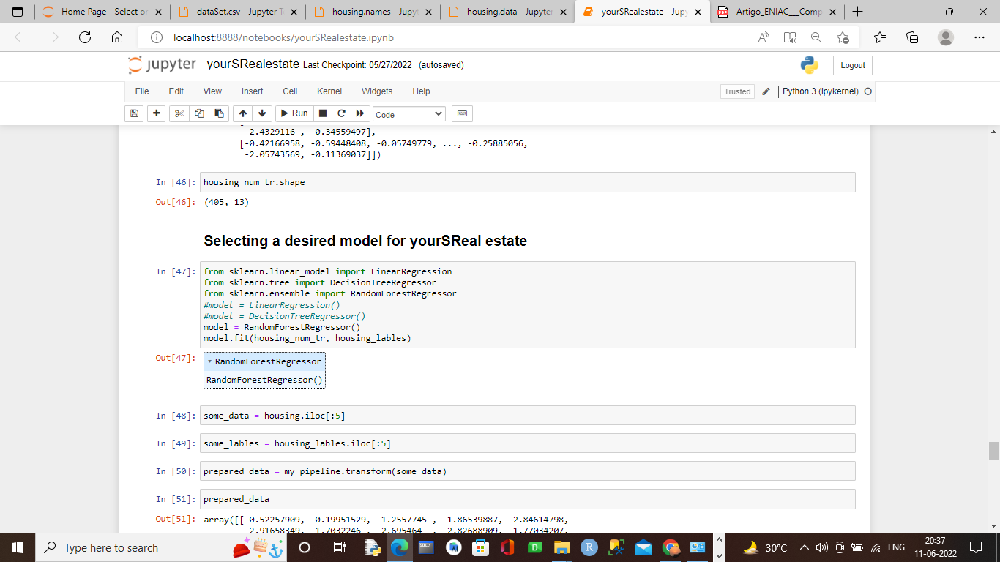 Home Page - Select or
dataSet.csv - Jupyter Te
housing.names - Jupyt
housing.data - Jupyter
yourSRealestate - Jupy
PDF
Artigo_ENIAC___Comp
localhost:8888/notebooks/yourSRealestate.ipynb
jupyter yourSRealestate Last Checkpoint: 05/27/2022 (autosaved)
Logout
File Edit View Insert Cell Kernel Widgets Help
Trusted
Python 3 (ipykernel)
Run
Code
-2.4329116 ,  0.34559497],
[-0.42166958, -0.59448408, -0.05749779, ..., -0.25885056,
-2.05743569, -0.11369037]])
In [46]: housing_num_tr.shape
Out[46]: (405, 13)
Selecting a desired model for yourSReal estate
In [47]: from sklearn.linear_model import LinearRegression
from sklearn.tree import DecisionTreeRegressor
from sklearn.ensemble import RandomForestRegressor
#model = LinearRegression()
#model = DecisionTreeRegressor()
model = RandomForestRegressor()
model.fit(housing_num_tr, housing_lables)
Out[47]: ▾ RandomForestRegressor
RandomForestRegressor()
In [48]: some_data = housing.iloc[:5]
In [49]: some_lables = housing_lables.iloc[:5]
In [50]: prepared_data = my_pipeline.transform(some_data)
In [51]: prepared_data
Out[51]: array([[-0.52257909,  0.19951529, -1.2557745 ,  1.86539887,  2.84614798,
2.91658349, -1.7032246 ,  2.695464  ,  2.82688909, -1.77034207,
Type here to search
SQL
D
R
30°C
ENG
20:37
11-06-2022